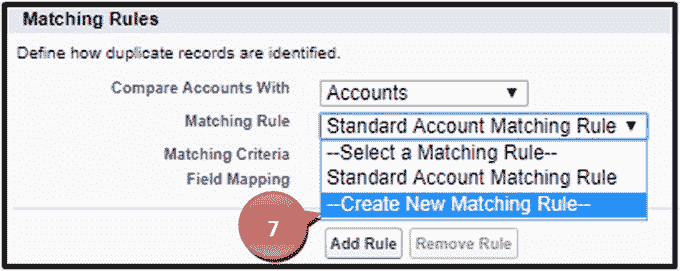 Matching Rules
Define how duplicate records are identified.
Compare Accounts With Accounts
Matching Rule Standard Account Matching Rule
--Select a Matching Rule--
Matching Criteria
Standard Account Matching Rule
Field Mapping
--Create New Matching Rule--
7
Add Rule Remove Rule